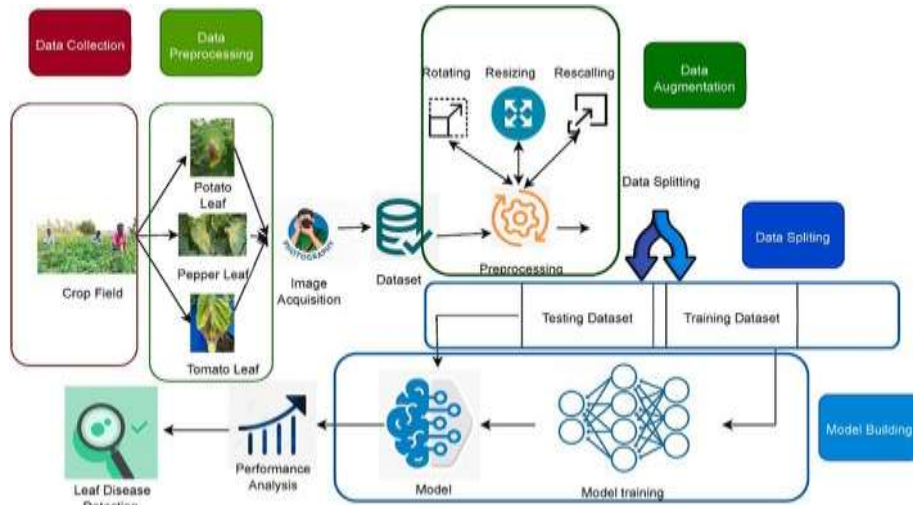 Data Collection
Data
Preprocessing
Rotating
Resizing
Rescalling
Data
Augmentation
Potato
Leaf
Pepper Leaf
Tomato Leaf
Crop Field
PHOTOGRAPHY
Image
Acquisition
Dataset
Preprocessing
Data Splitting
Data Spliting
Testing Dataset
Training Dataset
Model Building
Model training
Model
Performance
Analysis
Leaf Disease